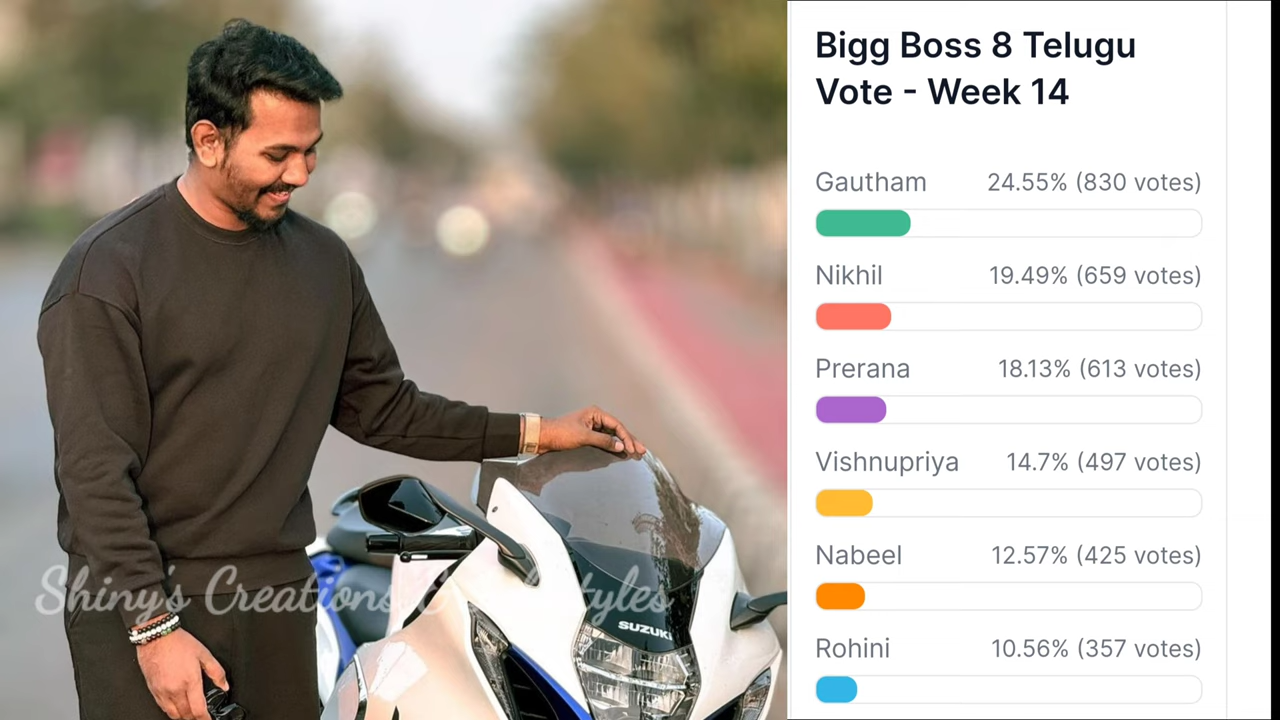 Bigg Boss 8 Telugu
Vote - Week 14
Gautham 24.55% (830 votes)
Nikhil 19.49% (659 votes)
Prerana 18.13% (613 votes)
Vishnupriya 14.7% (497 votes)
Nabeel 12.57% (425 votes)
Rohini 10.56% (357 votes)
Shiny's Creations
SUZUKI